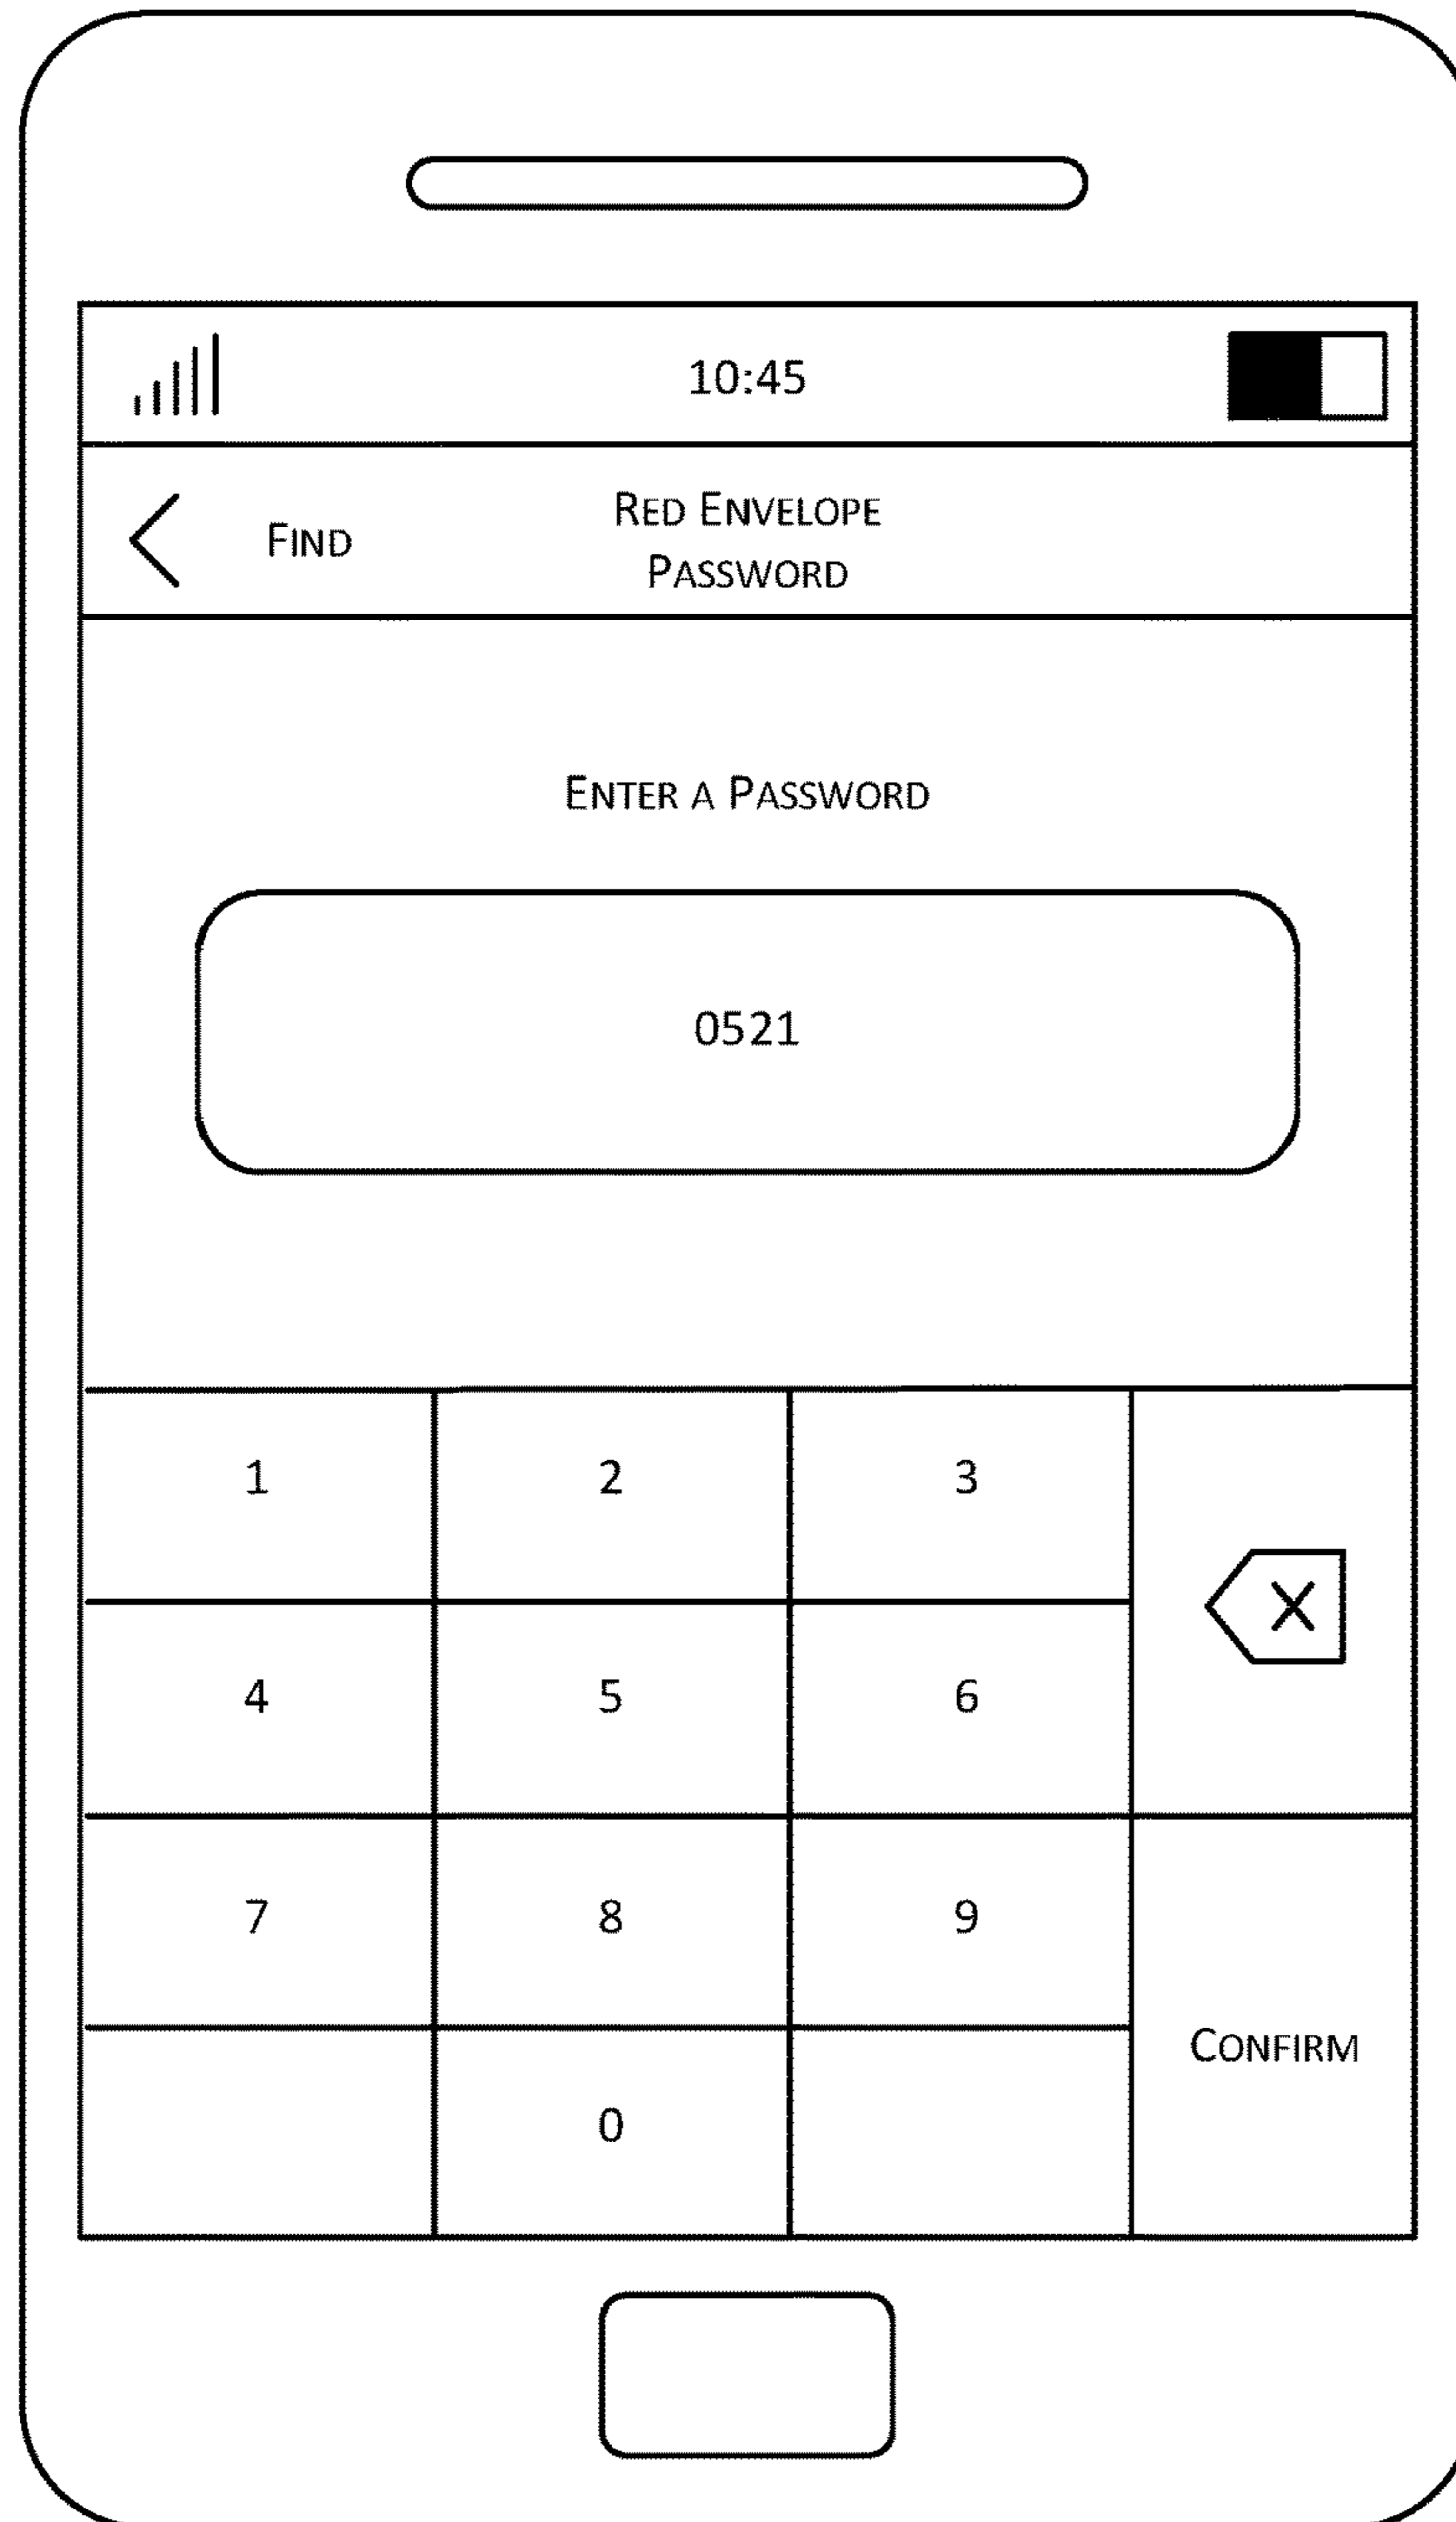 10:45
FIND
RED ENVELOPE
PASSWORD
ENTER A PASSWORD
0521
1 2 3
4 5 6
7 8 9
CONFIRM
0